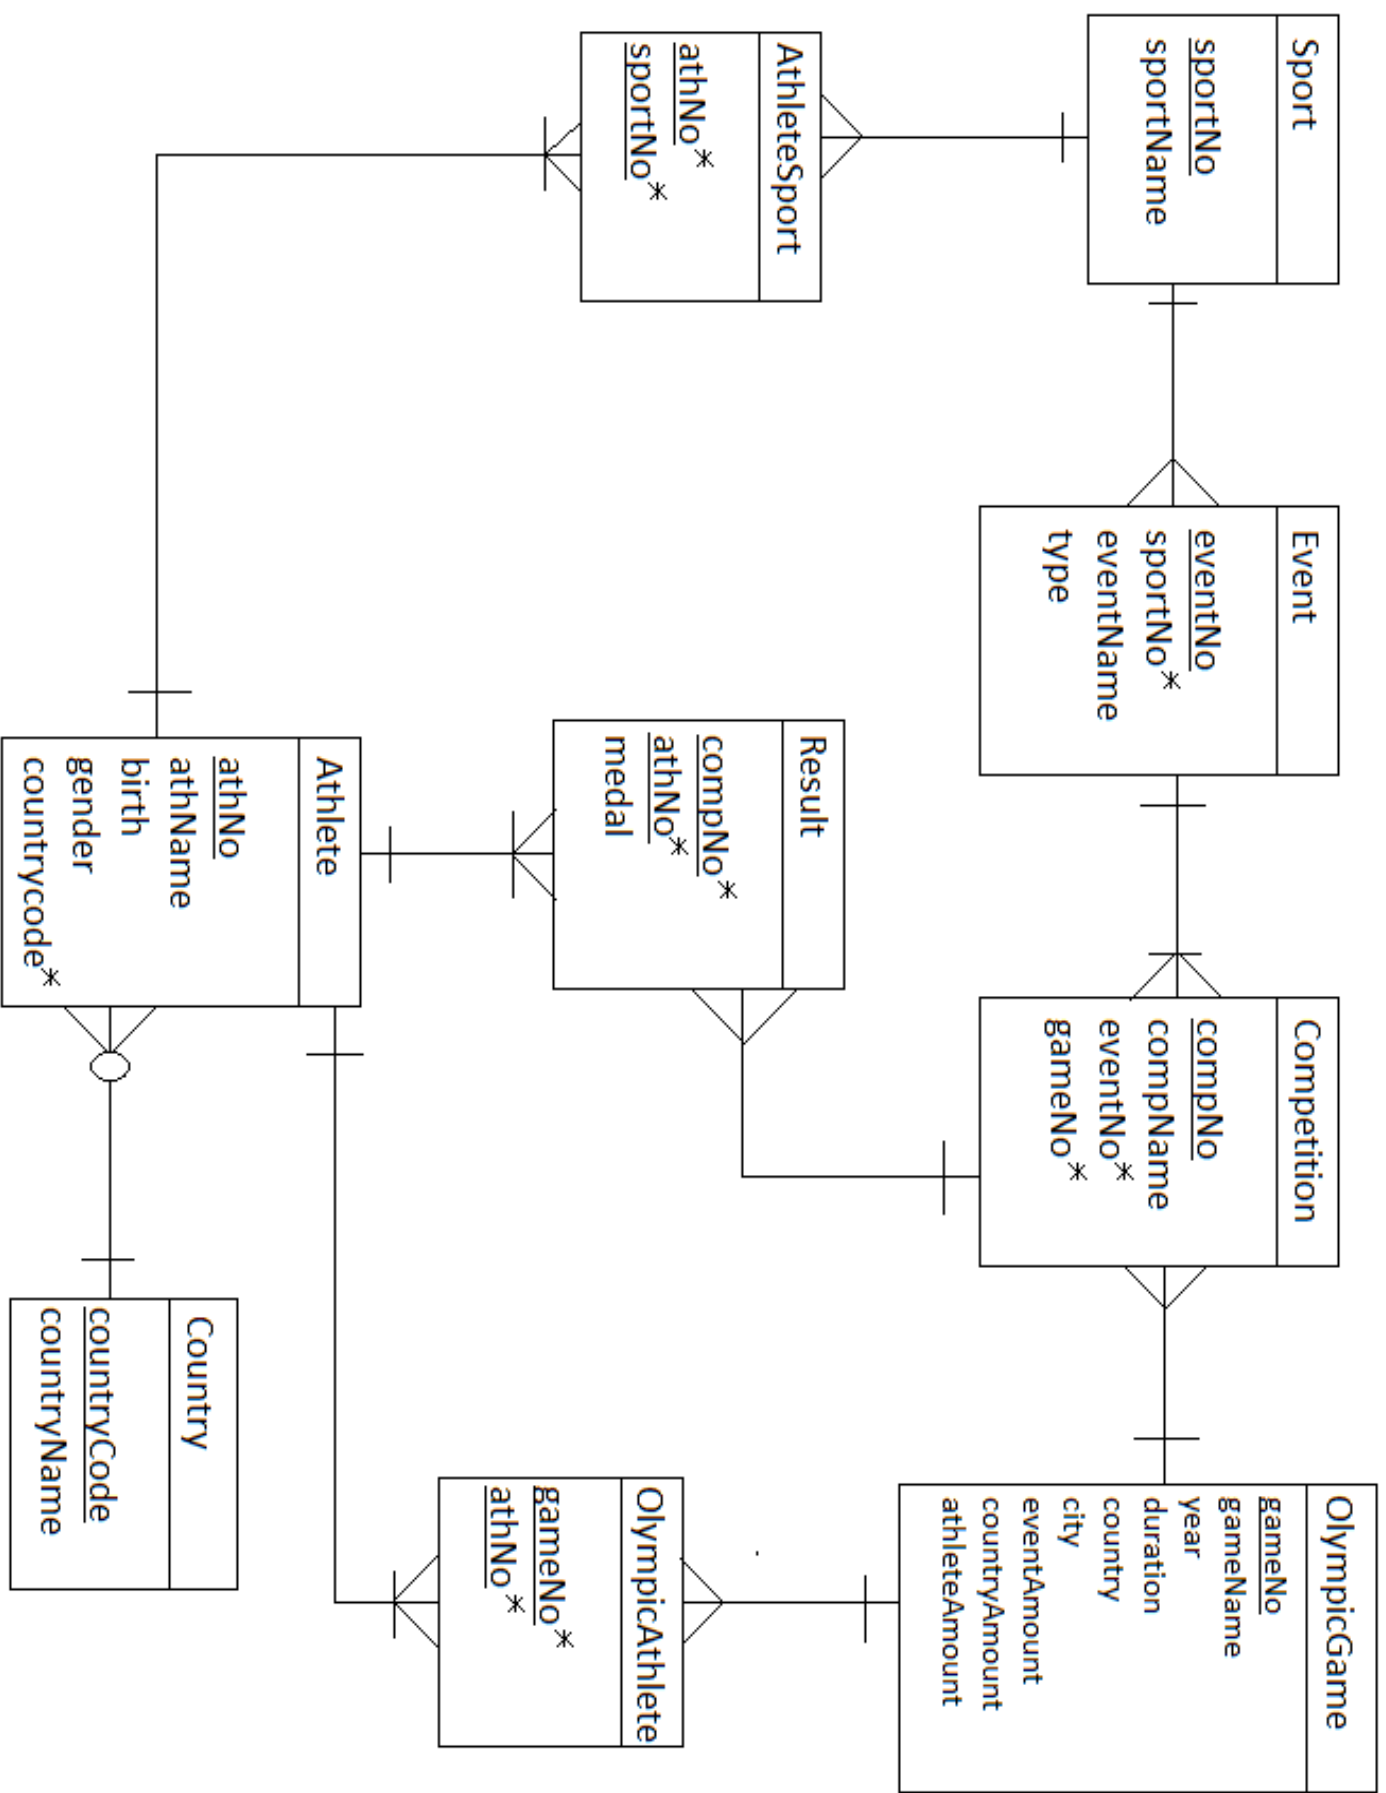 Sport
sportNo
sportName
Event
eventNo
sportNo*
eventName
type
Competition
compNo
compName
eventNo*
gameNo*
OlympicGame
gameNo
gameName
year
duration
country
city
eventAmount
countryAmount
athleteAmount
AthleteSport
athNo*
sportNo*
Result
compNo*
athNo*
medal
OlympicAthlete
gameNo*
athNo*
Athlete
athNo
athName
birth
gender
countrycode*
Country
countryCode
countryName